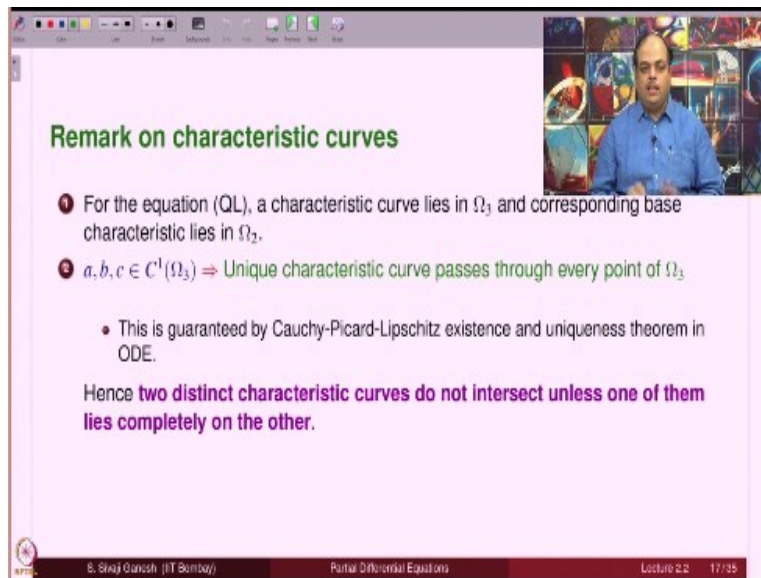 Remark on characteristic curves
1 For the equation (QL), a characteristic curve lies in Ω₃ and corresponding base
characteristic lies in Ω₂.
2 a, b, c ∈ C¹(Ω₃) ⇒ Unique characteristic curve passes through every point of Ω₃
• This is guaranteed by Cauchy-Picard-Lipschitz existence and uniqueness theorem in
ODE.
Hence two distinct characteristic curves do not intersect unless one of them
lies completely on the other.
S. Sivaji Ganesh (IIT Bombay) Partial Differential Equations Lecture 2.2 17/35